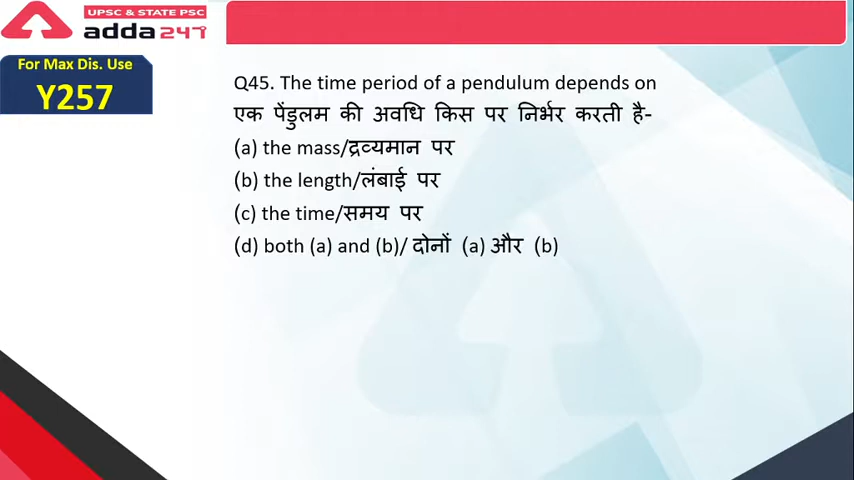 UPSC & STATE PSC
adda247
For Max Dis. Use
Y257
Q45. The time period of a pendulum depends on
एक पेंडुलम की अवधि किस पर निर्भर करती है-
(a) the mass/द्रव्यमान पर
(b) the length/लंबाई पर
(c) the time/समय पर
(d) both (a) and (b)/ दोनों (a) और (b)